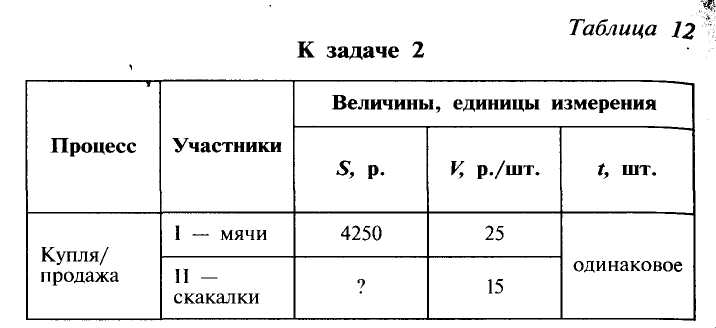 Таблица 12
К задаче 2
Процесс
Участники
Величины, единицы измерения
S, р.
V, р./шт.
t, шт.
Купля/
продажа
I — мячи
4250
25
одинаковое
II —
скакалки
?
15